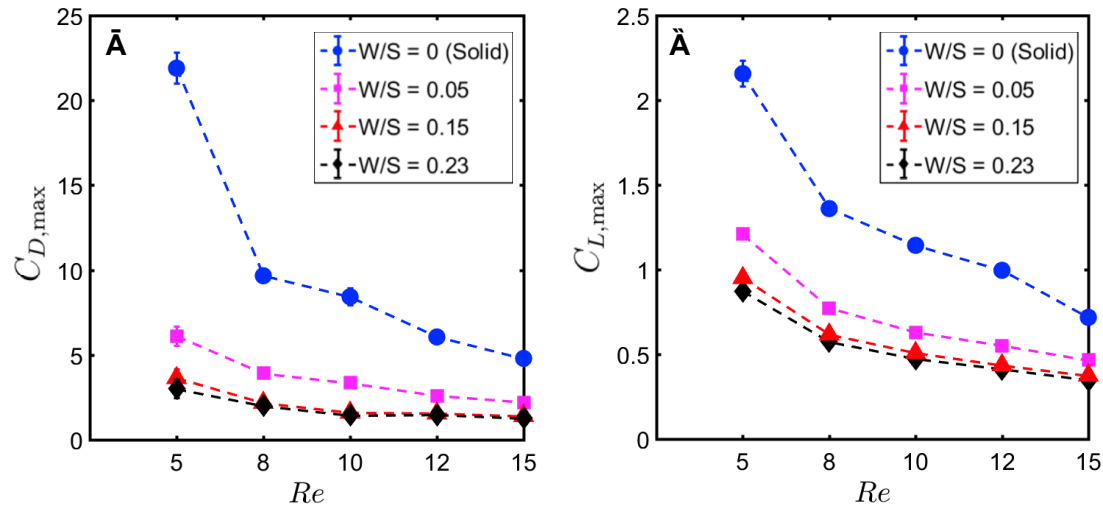 Ā
25
20
15
10
5
0
C_{D,max}
5 8 10 12 15
Re
W/S = 0 (Solid)
W/S = 0.05
W/S = 0.15
W/S = 0.23
Ȁ
2.5
2
1.5
1
0.5
0
C_{L,max}
5 8 10 12 15
Re
W/S = 0 (Solid)
W/S = 0.05
W/S = 0.15
W/S = 0.23